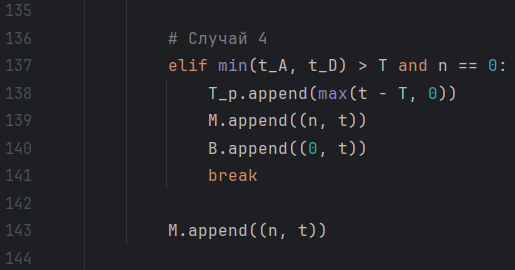 135
136 # Случай 4
137 elif min(t_A, t_D) > T and n == 0:
138 T_p.append(max(t - T, 0))
139 M.append((n, t))
140 B.append((0, t))
141 break
142
143 M.append((n, t))
144